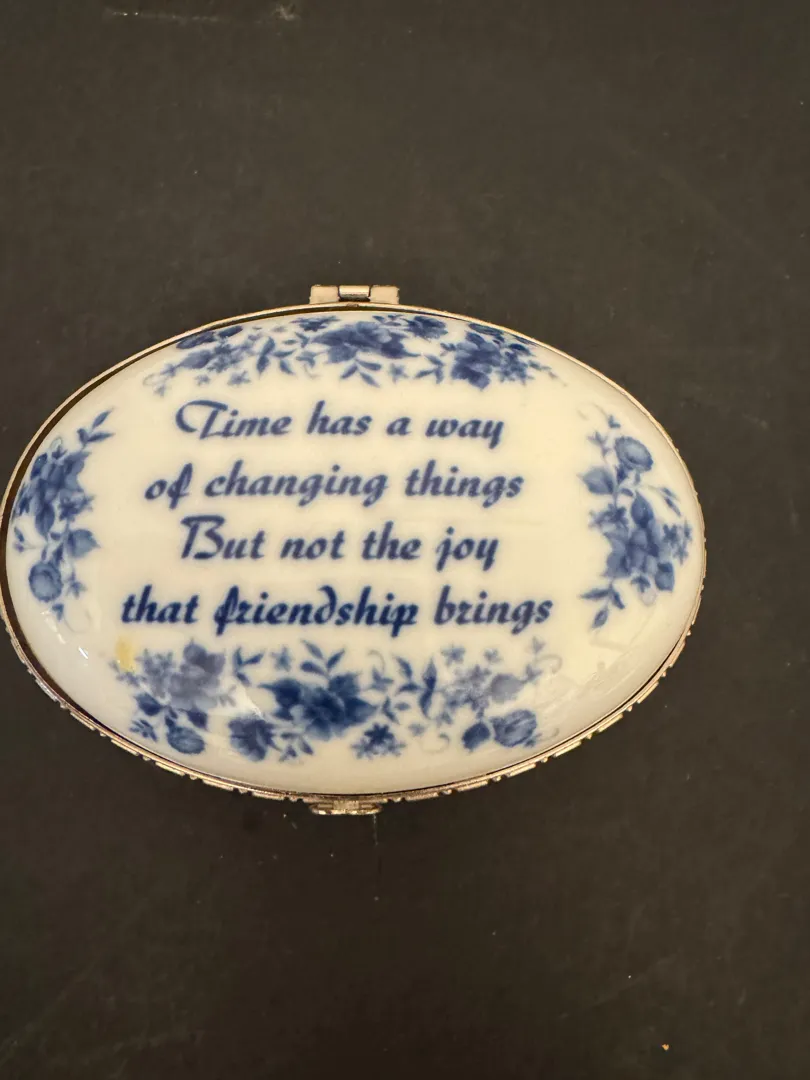 Time has a way
of changing things
But not the joy
that friendship brings